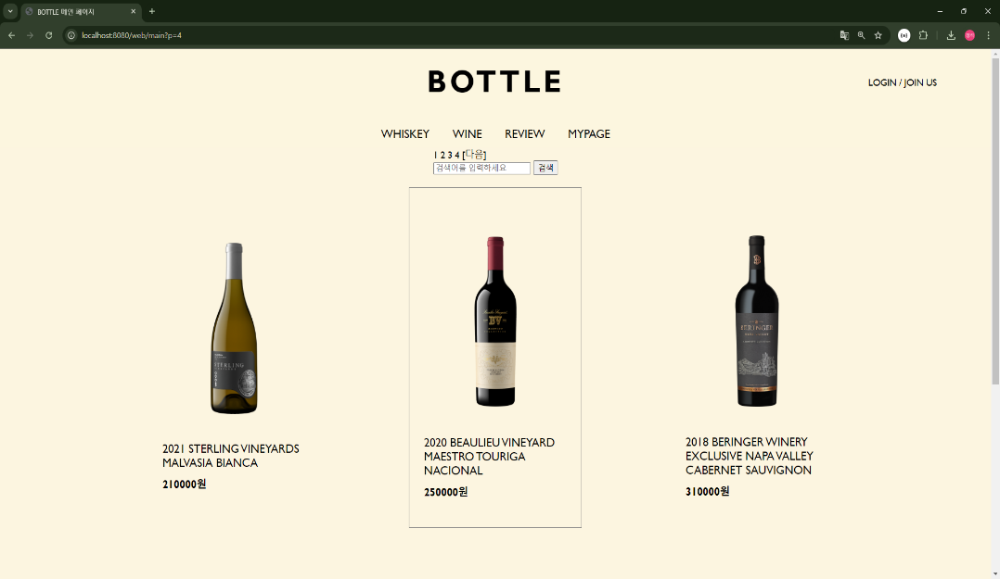 BOTTLE 메인 페이지
localhost:8080/web/main?p=4
BOTTLE
LOGIN / JOIN US
WHISKEY WINE REVIEW MYPAGE
1 2 3 4 [다음]
검색어를 입력하세요 검색
STERLING
BV
BERINGER
2021 STERLING VINEYARDS
MALVASIA BIANCA
210000원
2020 BEAULIEU VINEYARD
MAESTRO TOURIGA
NACIONAL
250000원
2018 BERINGER WINERY
EXCLUSIVE NAPA VALLEY
CABERNET SAUVIGNON
310000원